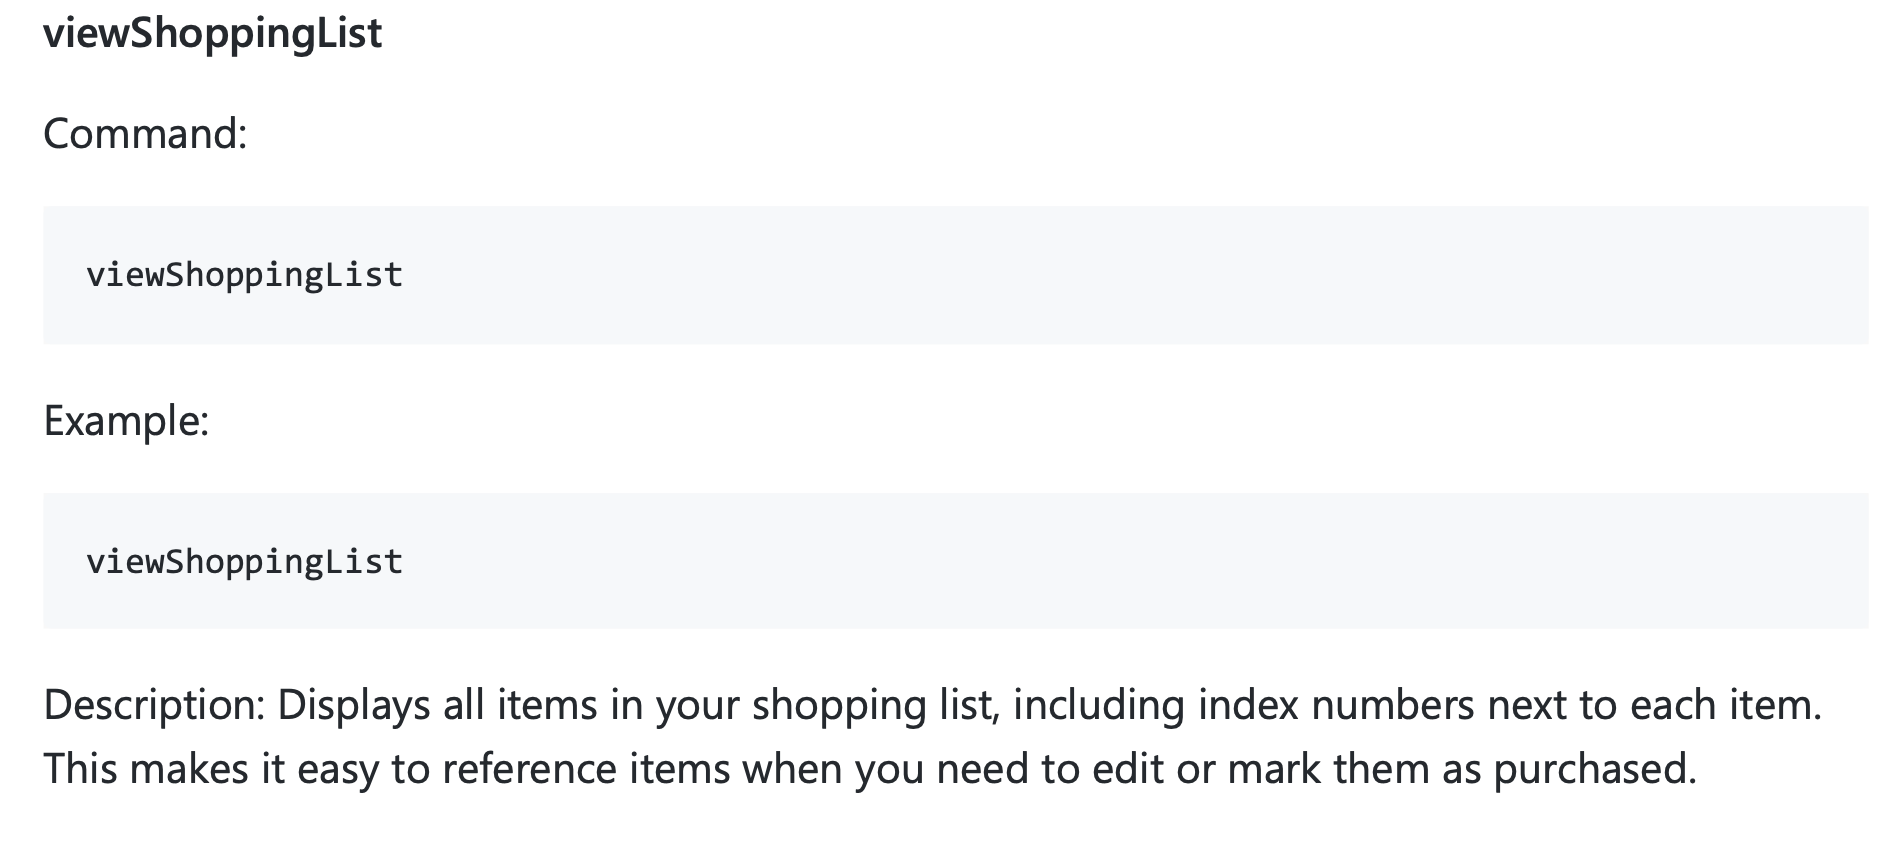 viewShoppingList
Command:
viewShoppingList
Example:
viewShoppingList
Description: Displays all items in your shopping list, including index numbers next to each item.
This makes it easy to reference items when you need to edit or mark them as purchased.